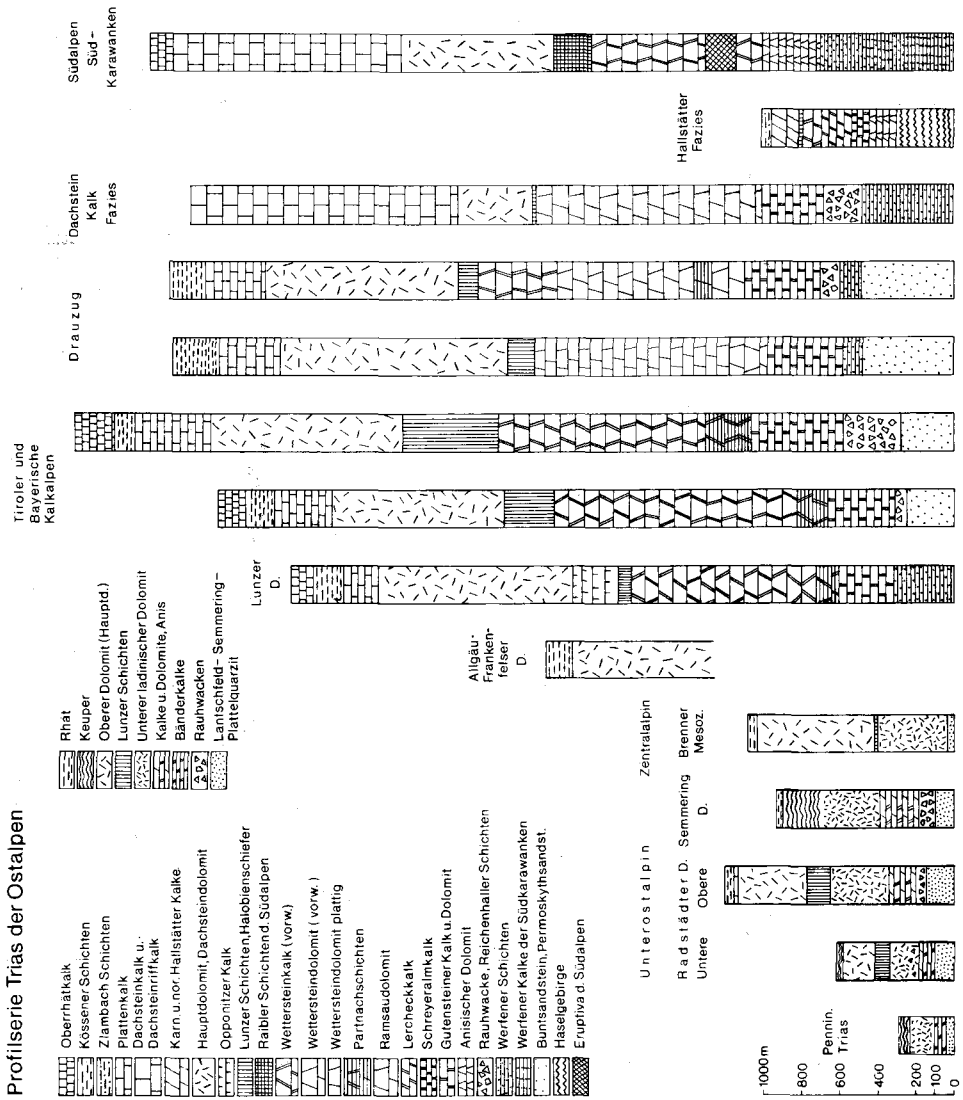 Profilserie Trias der Ostalpen
Oberrhätkalk
Kössener Schichten
Zlambach Schichten
Plattenkalk
Dachsteinkalk u.
Dachsteinriffkalk
Karn. u. nor. Hallstätter Kalke
Hauptdolomit, Dachsteindolomit
Opponitzer Kalk
Lunzer Schichten, Halobienschiefer
Raibler Schichten d. Südalpen
Wettersteinkalk (vorw.)
Wettersteindolomit (vorw.)
Wettersteindolomit plattig
Partnachschichten
Ramsaudolomit
Lercheckkalk
Schreyeralmkalk
Gutensteiner Kalk u. Dolomit
Anisischer Dolomit
Rauhwacke, Reichenhaller Schichten
Werfener Schichten
Werfener Kalke der Südkarawanken
Buntsandstein, Permoskythsandst.
Haselgebirge
Eruptiva d. Südalpen
Rhät
Keuper
Oberer Dolomit (Hauptd.)
Lunzer Schichten
Unterer ladinischer Dolomit
Kalke u. Dolomite, Anis
Bänderkalke
Rauhwacken
Lantschfeld- Semmering-
Plattelquarzit
1000m
800
600
400
200
100
0
Pennin.
Trias
Unterostalpin
Radstädter D.
Untere
Obere
Semmering
D.
Zentralalpin
Brenner
Mesoz.
Allgäu-
Frankenfelser
D.
Lunzer
D.
Tiroler und
Bayerische
Kalkalpen
Drauzug
Dachstein
Kalk
Fazies
Hallstätter
Fazies
Südalpen
Süd-
Karawanken